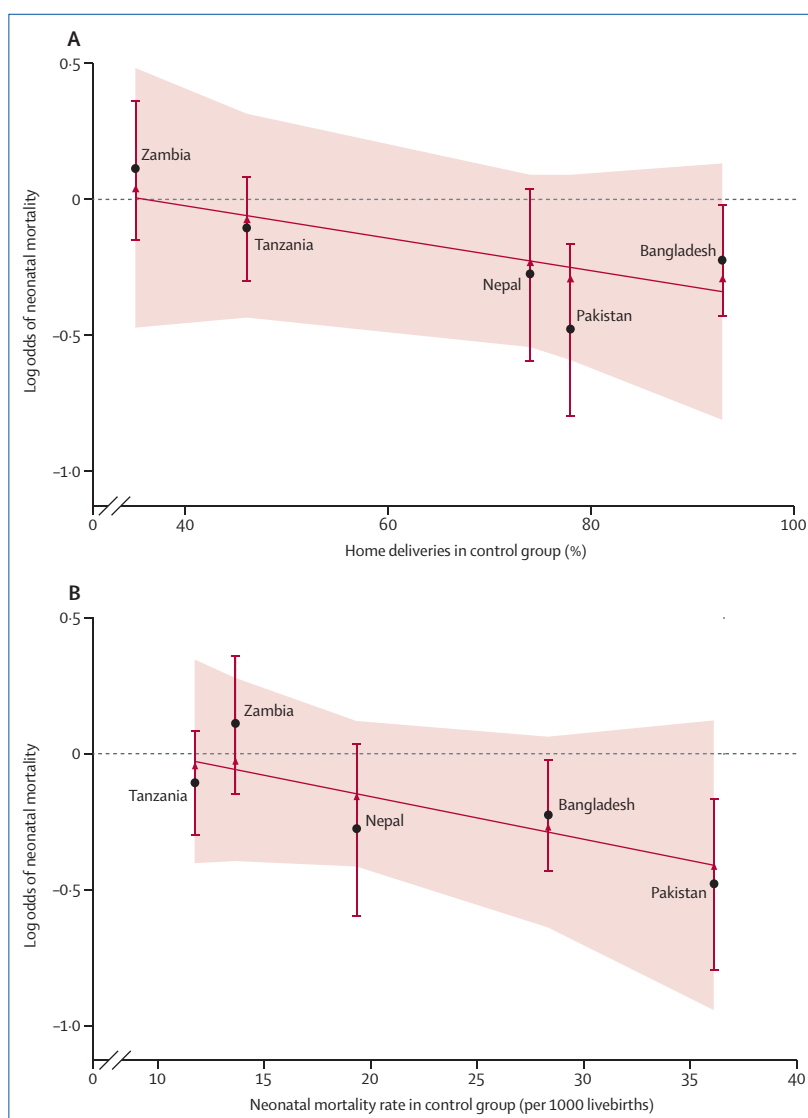 A
0·5
Zambia
0
Tanzania
Bangladesh
Nepal
Pakistan
–0·5
–1·0
Log odds of neonatal mortality
0
40
60
80
100
Home deliveries in control group (%)
B
0·5
Zambia
0
Tanzania
Nepal
Bangladesh
Pakistan
–0·5
–1·0
Log odds of neonatal mortality
0
10
15
20
25
30
35
40
Neonatal mortality rate in control group (per 1000 livebirths)